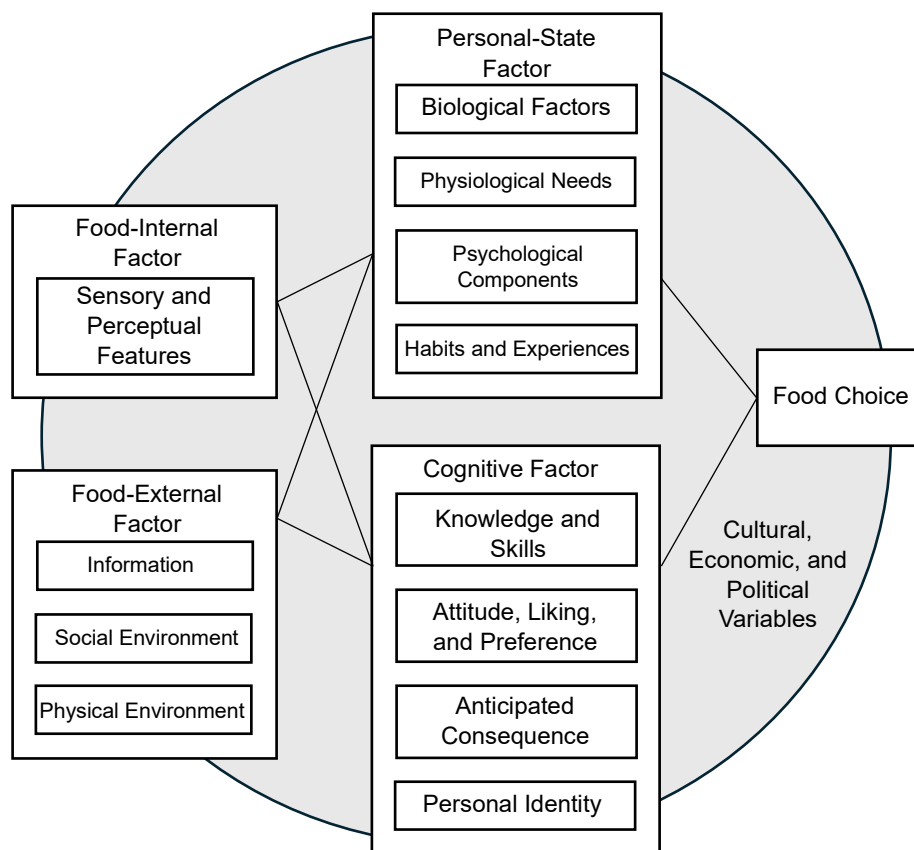 Personal-State
Factor
Biological Factors
Physiological Needs
Psychological
Components
Habits and Experiences
Food-Internal
Factor
Sensory and
Perceptual
Features
Food-External
Factor
Information
Social Environment
Physical Environment
Cognitive Factor
Knowledge and
Skills
Attitude, Liking,
and Preference
Anticipated
Consequence
Personal Identity
Food Choice
Cultural,
Economic, and
Political
Variables